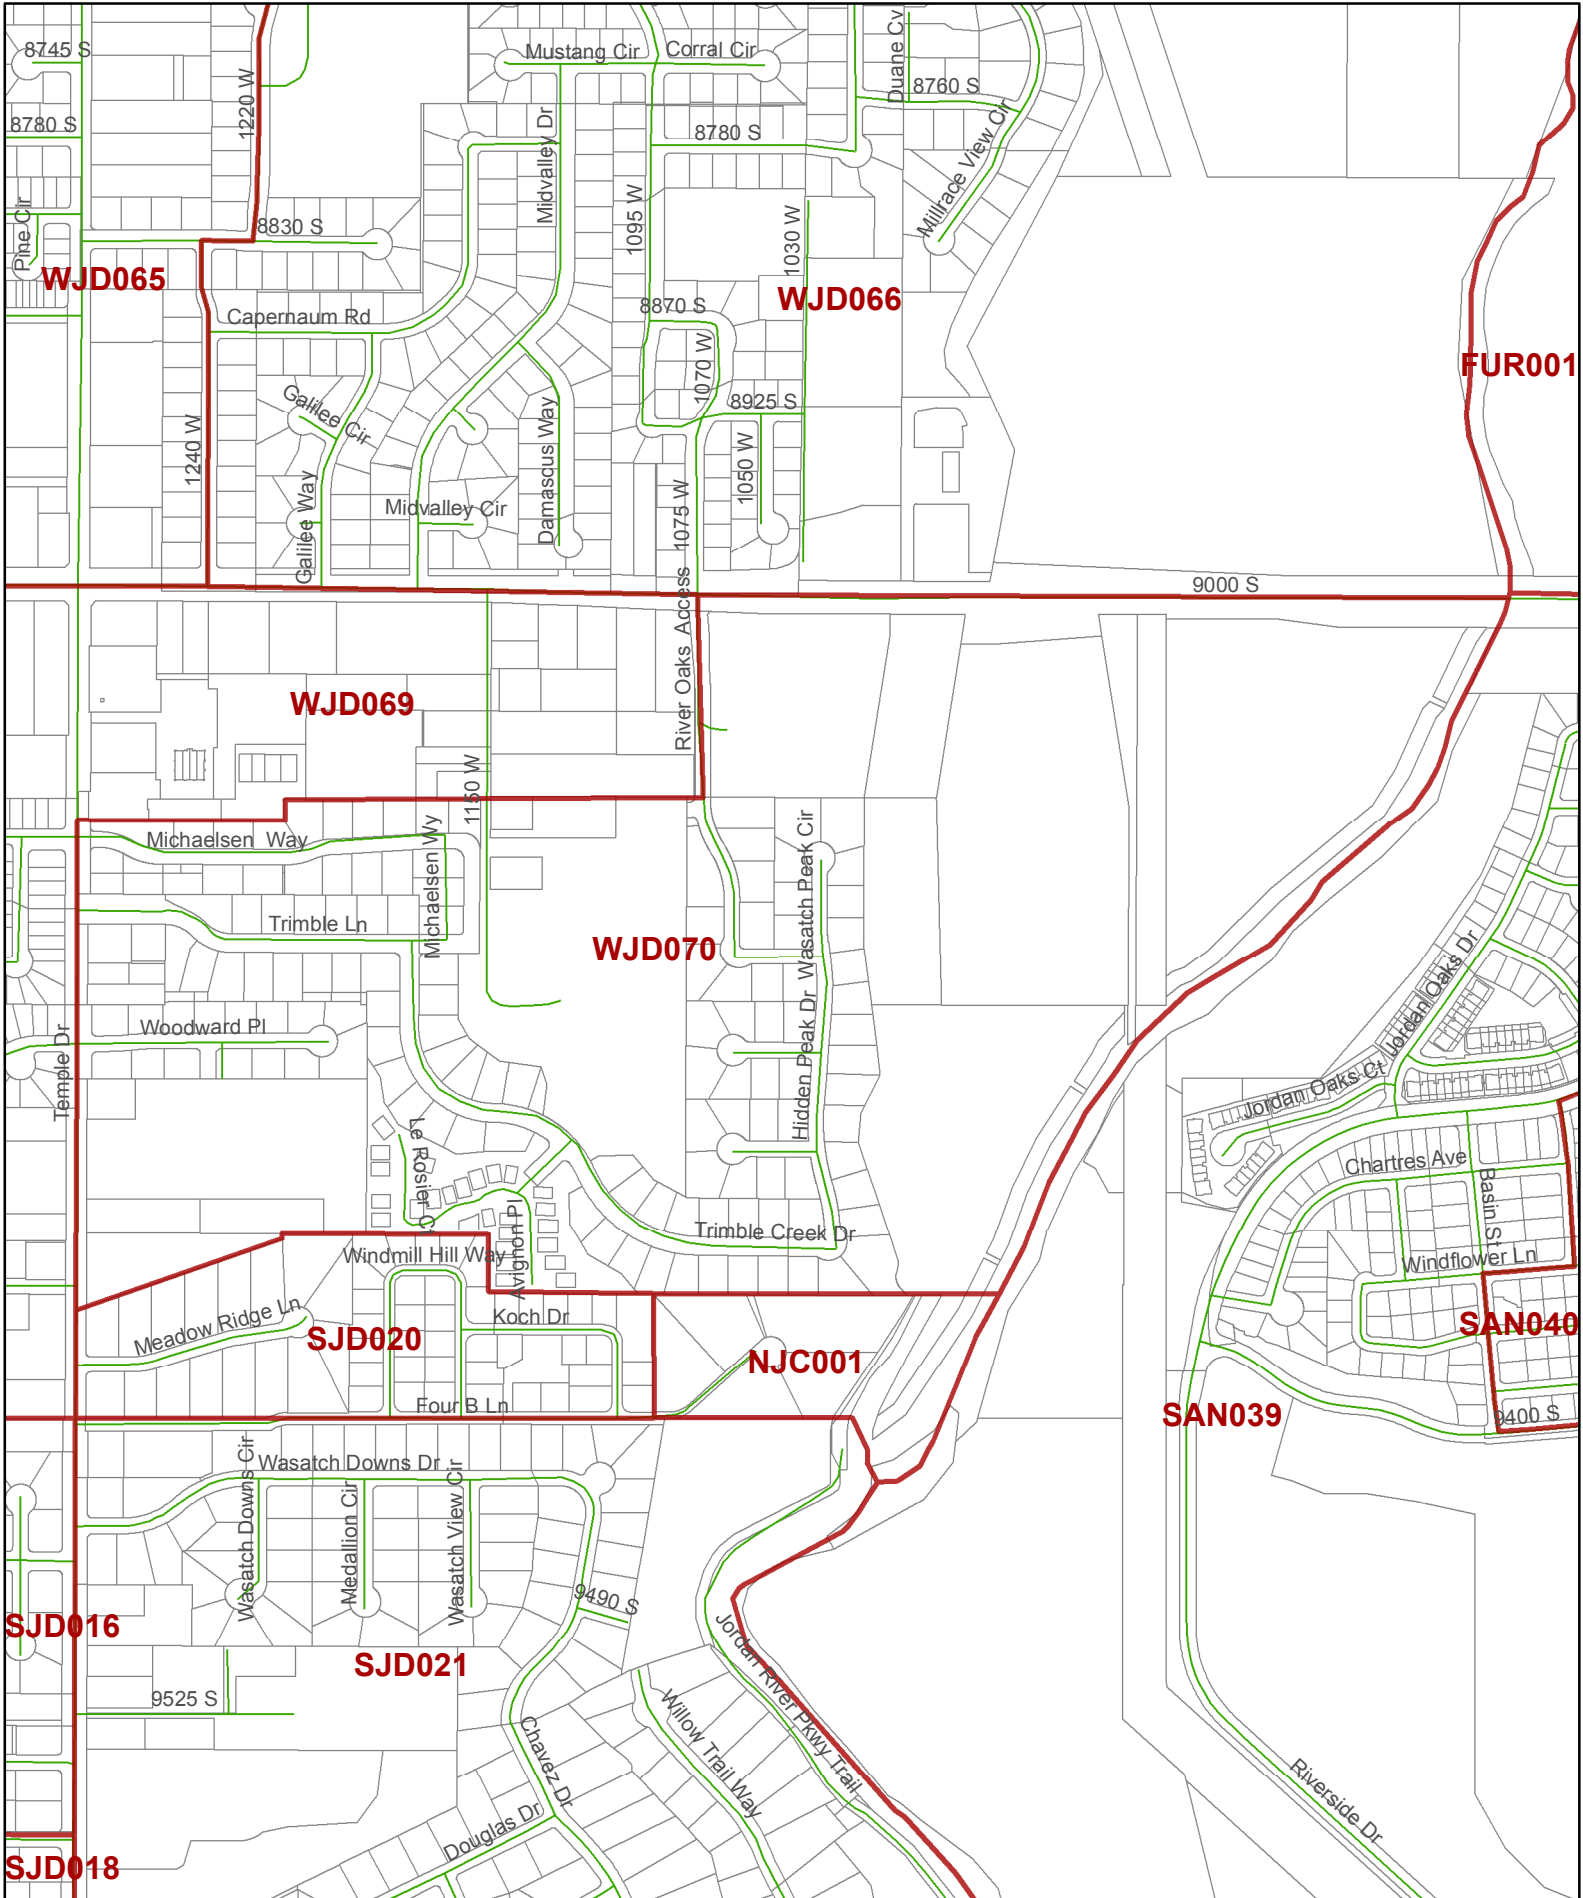 8745 S
1220 W
Mustang Cir
Corral Cir
Duane Cv
8760 S
8780 S
Midvalley Dr
8780 S
Millrace View Cir
Pine Cir
8830 S
1095 W
1030 W
WJD065
WJD066
8870 S
Capernaum Rd
1070 W
FUR001
Galilee Cir
8925 S
1240 W
Damascus Way
1050 W
Galilee Way
Midvalley Cir
1075 W
River Oaks Access
9000 S
WJD069
1150 W
Michaelsen Way
Michaelsen Wy
Wasatch Peak Cir
Trimble Ln
WJD070
Jordan Oaks Dr
Woodward Pl
Temple Dr
Hidden Peak Dr
Jordan Oaks Ct
Le Rosier Ct
Chartres Ave
Basin St
Avignon Pl
Trimble Creek Dr
Windmill Hill Way
Windflower Ln
Meadow Ridge Ln
Koch Dr
SJD020
SAN040
NJC001
Four B Ln
SAN039
9400 S
Wasatch Downs Dr
Wasatch Downs Cir
Medallion Cir
Wasatch View Cir
9490 S
SJD016
SJD021
Jordan River Pkwy Trail
9525 S
Willow Trail Way
Chavez Dr
Riverside Dr
Douglas Dr
SJD018